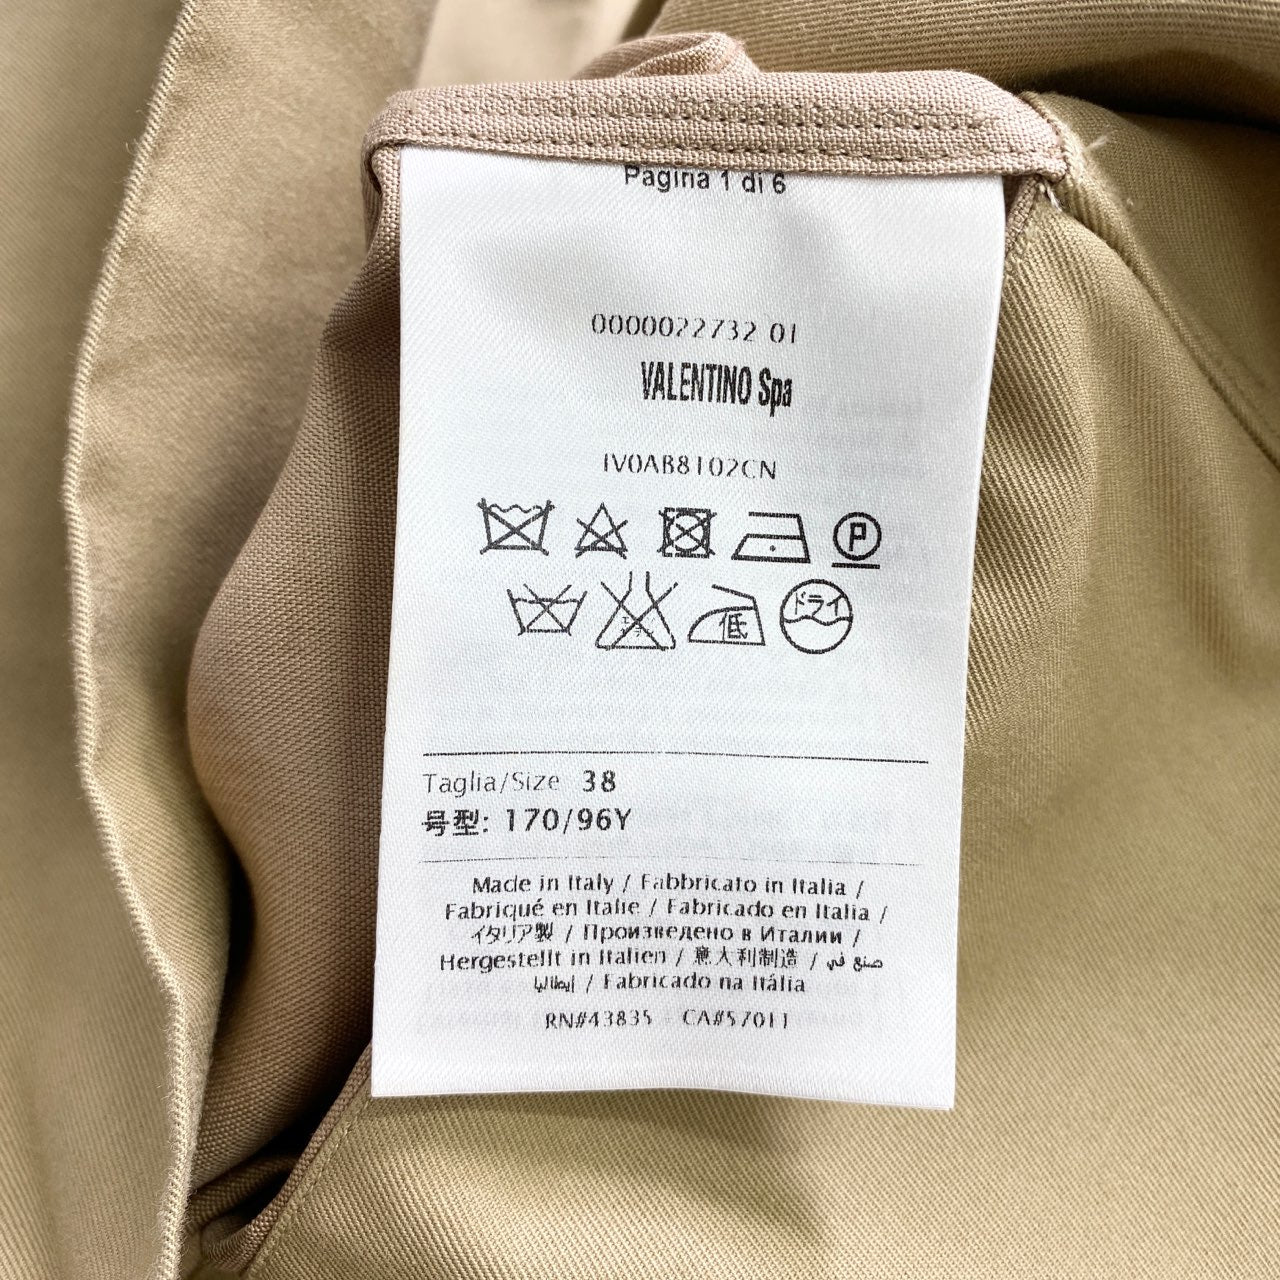 Pagina 1 di 6
0000022732 01
VALENTINO Spa
IV0AB8102CN
P
エンソ
低
ドライ
Taglia/Size 38
号型: 170/96Y
Made in Italy / Fabbricato in Italia /
Fabriqué en Italie / Fabricado en Italia /
イタリア製 / Произведено в Италии /
Hergestellt in Italien / 意大利制造 / صنع في
إيطاليا / Fabricado na Itália
RN#43835 CA#57011